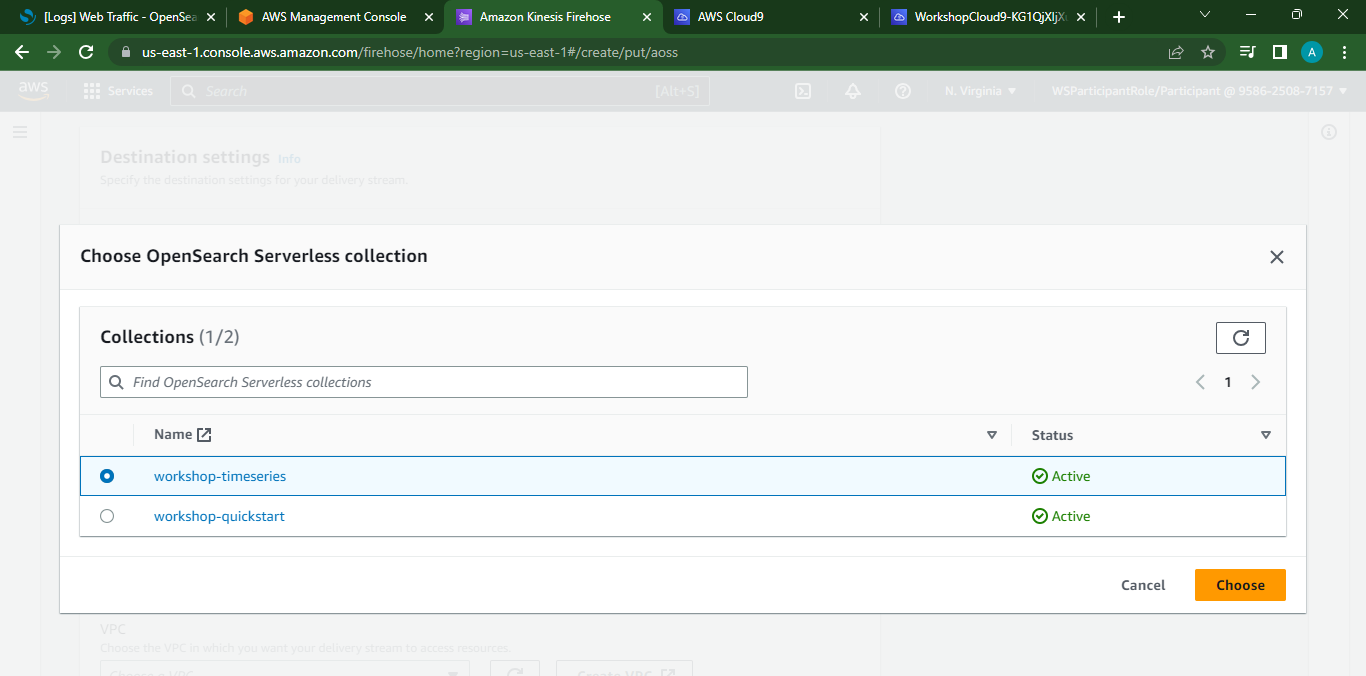 [Logs] Web Traffic - OpenSea
AWS Management Console
Amazon Kinesis Firehose
AWS Cloud9
WorkshopCloud9-KG1QjXljX
us-east-1.console.aws.amazon.com/firehose/home?region=us-east-1#/create/put/aoss
A
aws
Services
Search
[Alt+S]
N. Virginia
WSParticipantRole/Participant @ 9586-2508-7157
Destination settings Info
Specify the destination settings for your delivery stream.
Choose OpenSearch Serverless collection
Collections (1/2)
Find OpenSearch Serverless collections
1
Name
Status
workshop-timeseries
Active
workshop-quickstart
Active
Cancel
Choose
VPC
Choose the VPC in which you want your delivery stream to access resources.
Choose a VPC
Create VPC